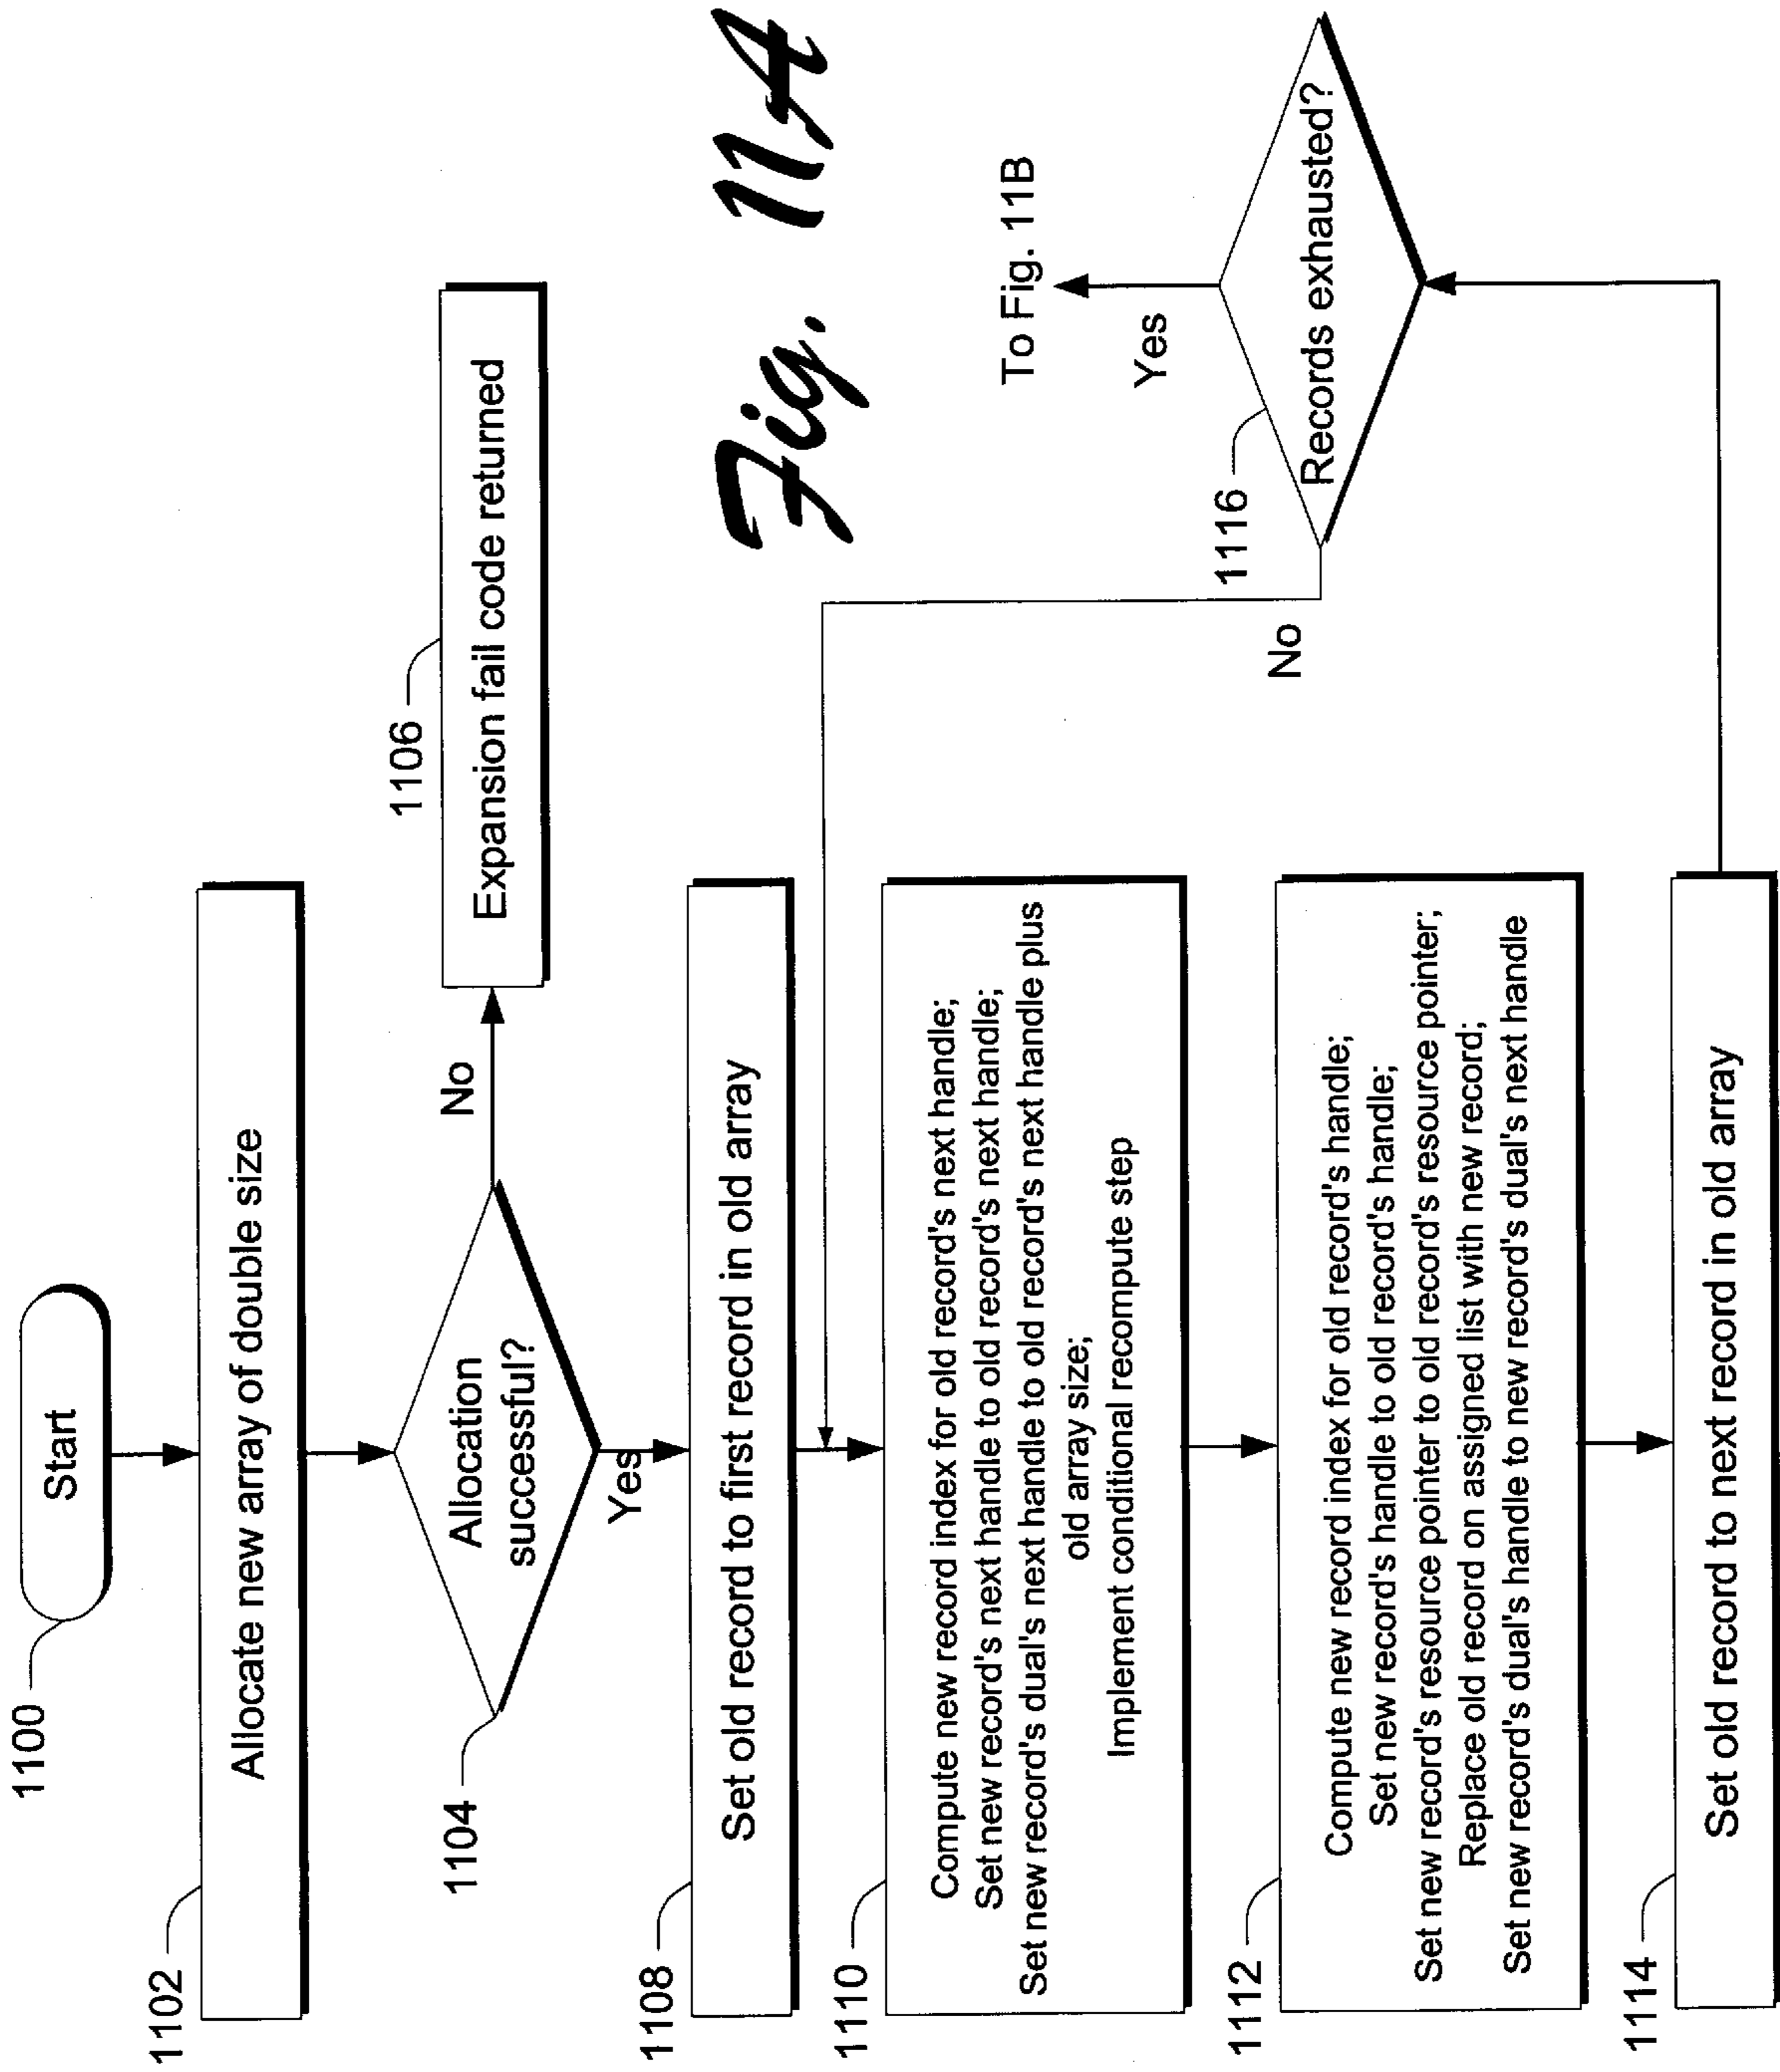 1100
Start
1102
Allocate new array of double size
1104
Allocation
successful?
No
1106
Expansion fail code returned
Yes
1108
Set old record to first record in old array
1110
Compute new record index for old record's next handle;
Set new record's next handle to old record's next handle;
Set new record's dual's next handle to old record's next handle plus
old array size;
Implement conditional recompute step
1112
Compute new record index for old record's handle;
Set new record's handle to old record's handle;
Set new record's resource pointer to old record's resource pointer;
Replace old record on assigned list with new record;
Set new record's dual's handle to new record's dual's next handle
1114
Set old record to next record in old array
1116
Records exhausted?
No
Yes
To Fig. 11B
Fig. 11A